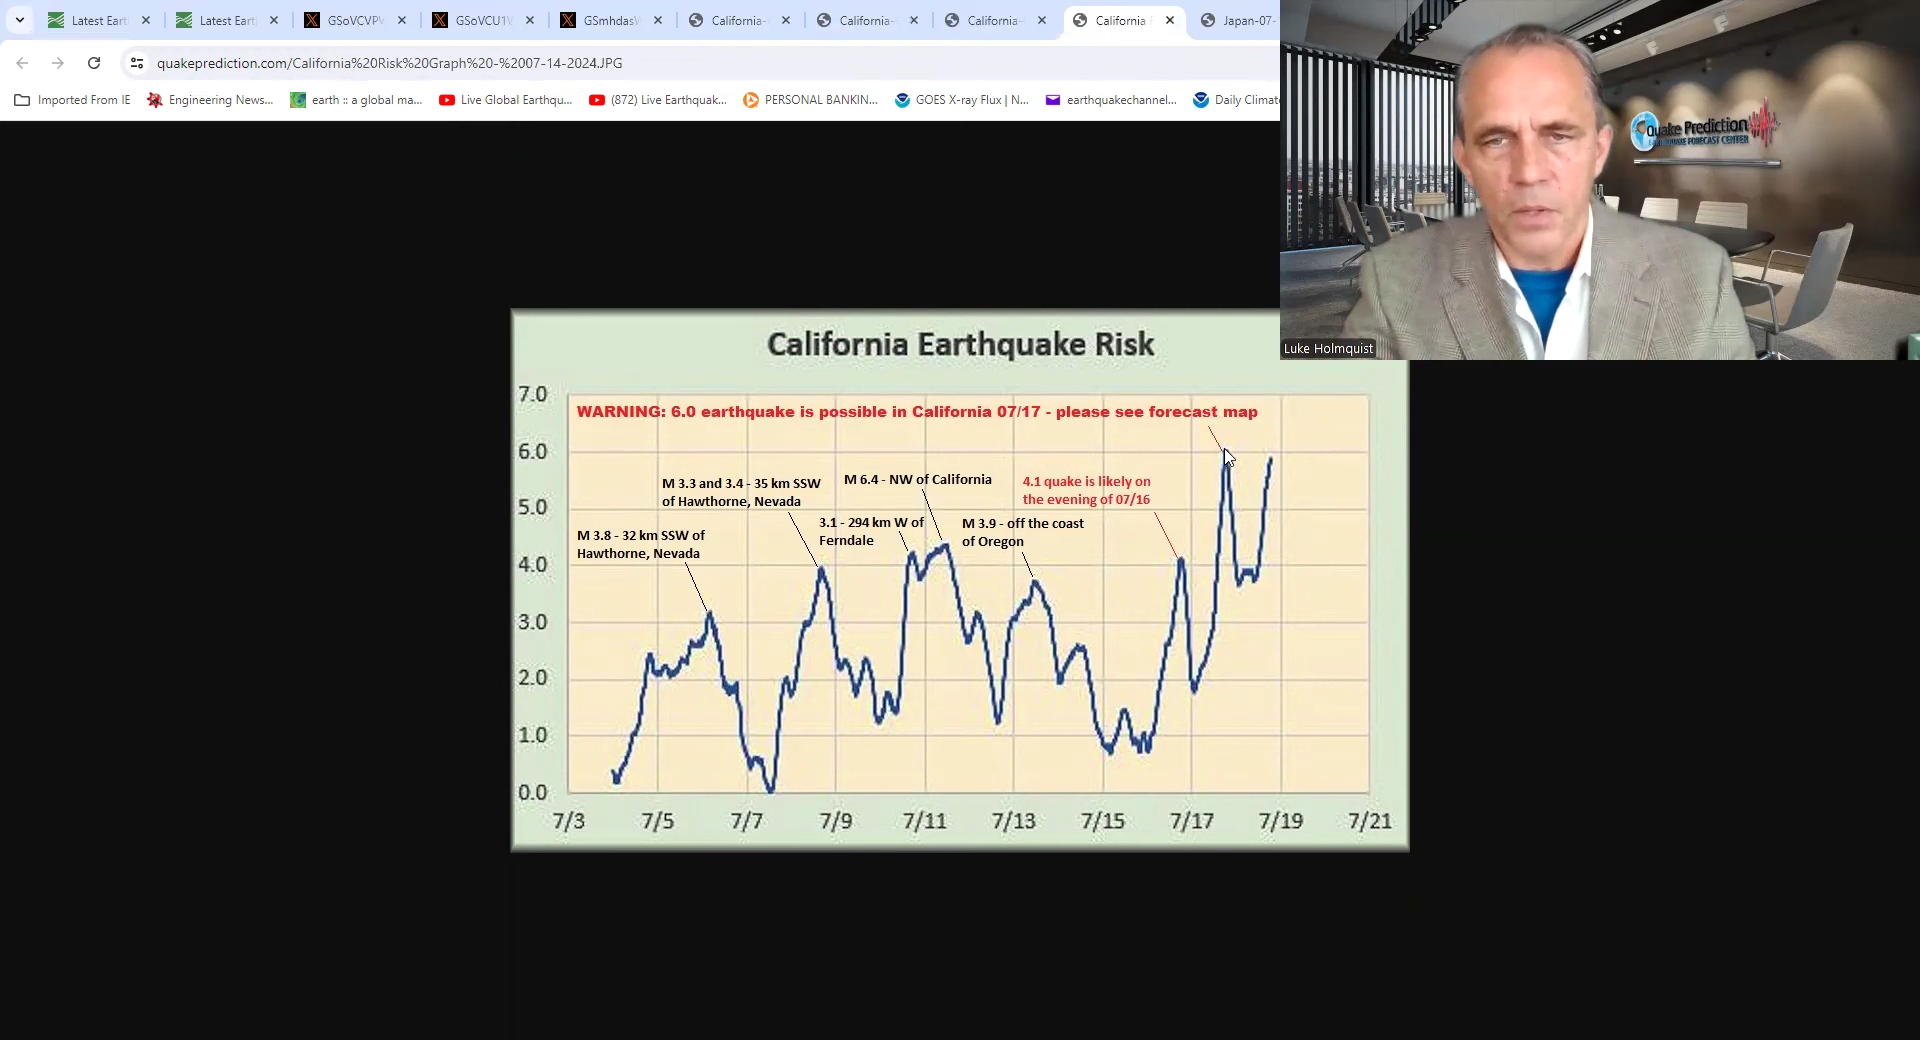 Latest Eart
Latest Eart
GSoVCVPV
GSoVCU1V
GSmhdasV
California-
California-
California-
California
Japan-07-
quakeprediction.com/California%20Risk%20Graph%20-%2007-14-2024.JPG
Imported From IE
Engineering News...
earth :: a global ma...
Live Global Earthqu...
(872) Live Earthquak...
PERSONAL BANKIN...
GOES X-ray Flux | N...
earthquakechannel...
Daily Climat
Quake Prediction
EARTHQUAKE FORECAST CENTER
Luke Holmquist
California Earthquake Risk
WARNING: 6.0 earthquake is possible in California 07/17 - please see forecast map
M 3.3 and 3.4 - 35 km SSW
of Hawthorne, Nevada
M 6.4 - NW of California
4.1 quake is likely on
the evening of 07/16
M 3.8 - 32 km SSW of
Hawthorne, Nevada
3.1 - 294 km W of
Ferndale
M 3.9 - off the coast
of Oregon
7.0
6.0
5.0
4.0
3.0
2.0
1.0
0.0
7/3
7/5
7/7
7/9
7/11
7/13
7/15
7/17
7/19
7/21